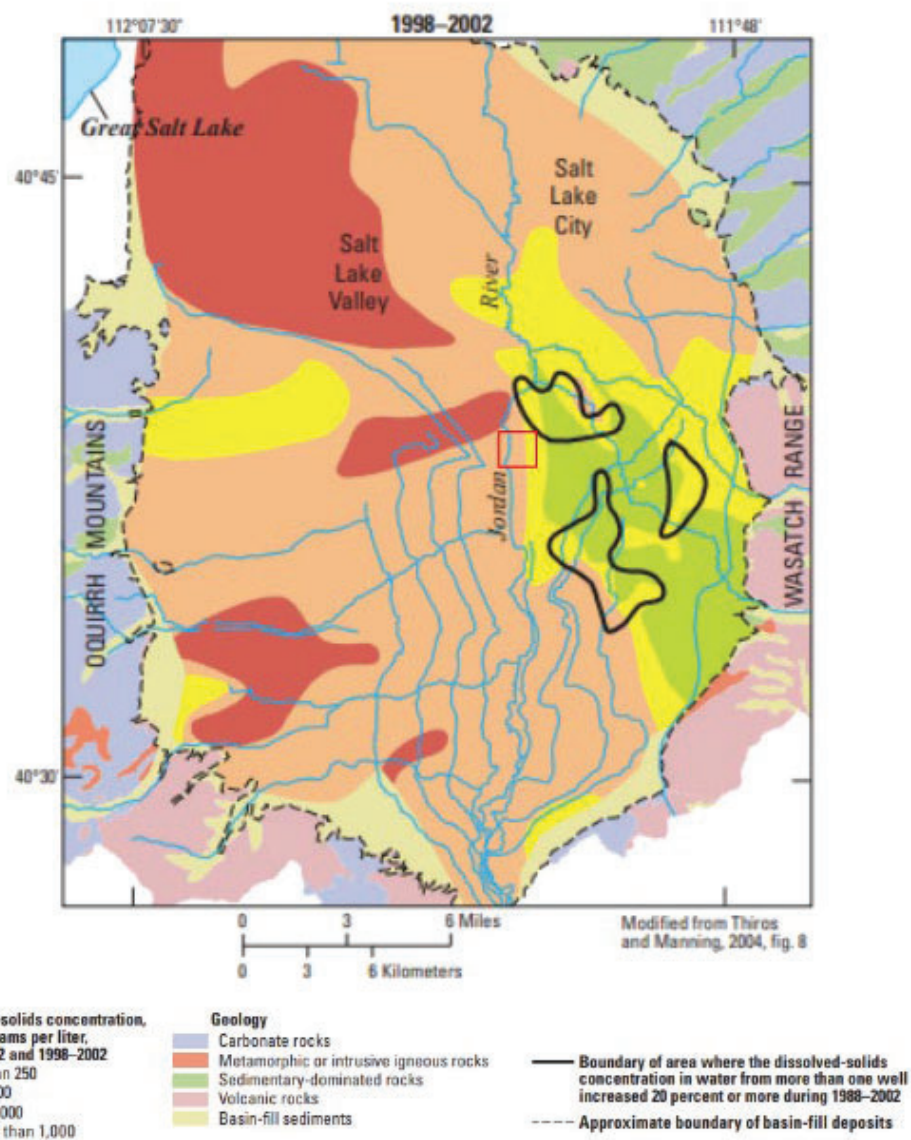 112°07'30"
1998–2002
111°48'
Great Salt Lake
40°45'
Salt
Lake
City
Salt
Lake
Valley
River
OQUIRRH MOUNTAINS
Jordan
WASATCH RANGE
40°30'
0 3 6 Miles
0 3 6 Kilometers
Modified from Thiros
and Manning, 2004, fig. 8
-solids concentration,
ams per liter,
2 and 1998–2002
an 250
00
000
than 1,000
Geology
Carbonate rocks
Metamorphic or intrusive igneous rocks
Sedimentary-dominated rocks
Volcanic rocks
Basin-fill sediments
Boundary of area where the dissolved-solids
concentration in water from more than one well
increased 20 percent or more during 1988–2002
Approximate boundary of basin-fill deposits